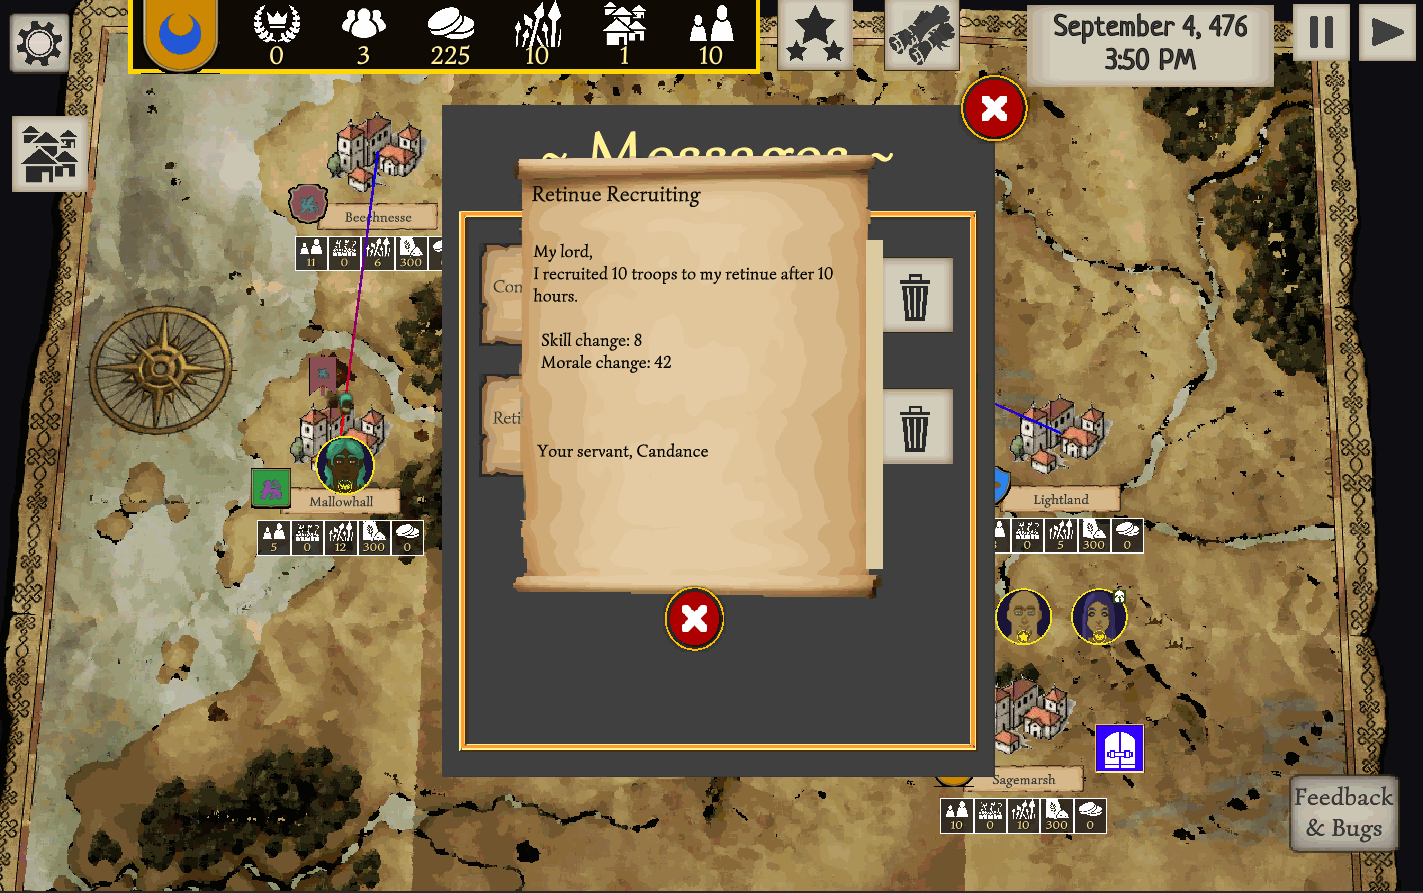 0
3
225
10
1
10
September 4, 476
3:50 PM
~ Messages ~
Retinue Recruiting
My lord,
I recruited 10 troops to my retinue after 10
hours.
Skill change: 8
Morale change: 42
Your servant, Candance
Con
Reti
Beechnesse
11 0 6 300
Mallowhall
5 0 12 300 0
Lightland
0 5 300 0
Sagemarsh
10 0 10 300 0
Feedback
& Bugs